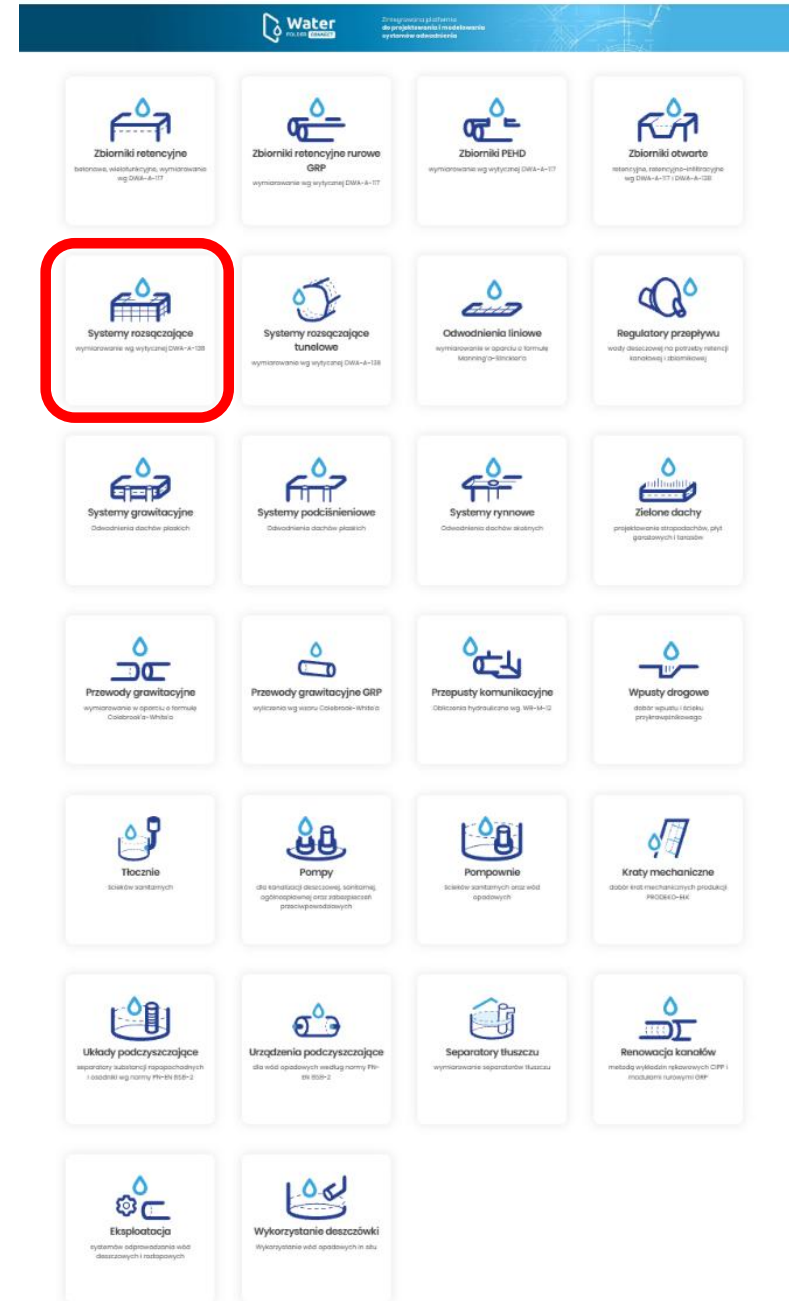 Water
FOLDER CONNECT
Zintegrowana platforma
do projektowania i modelowania
systemów odwodnienia
Zbiorniki retencyjne
betonowe, wielofunkcyjne, wymiarowanie
wg DWA-A-117
Zbiorniki retencyjne rurowe
GRP
wymiarowanie wg wytycznej DWA-A-117
Zbiorniki PEHD
wymiarowanie wg wytycznej DWA-A-117
Zbiorniki otwarte
retencyjne, retencyjno-infiltracyjne
wg DWA-A-117 i DWA-A-138
Systemy rozsączające
wymiarowanie wg wytycznej DWA-A-138
Systemy rozsączające
tunelowe
wymiarowanie wg wytycznej DWA-A-138
Odwodnienia liniowe
wymiarowanie w oparciu o formułę
Manning'a-Strickler'a
Regulatory przepływu
wody deszczowej na potrzeby retencji
kanałowej i zbiornikowej
Systemy grawitacyjne
Odwodnienia dachów płaskich
Systemy podciśnieniowe
Odwodnienia dachów płaskich
Systemy rynnowe
Odwodnienia dachów skośnych
Zielone dachy
projektowanie stropodachów, płyt
garażowych i tarasów
Przewody grawitacyjne
wymiarowanie w oparciu o formułę
Colebrook'a-White'a
Przewody grawitacyjne GRP
wyliczenia wg wzoru Colebrook-White'a
Przepusty komunikacyjne
Obliczenia hydrauliczne wg. WR-M-12
Wpusty drogowe
dobór wpustu i ścieku
przykrawężnikowego
Tłocznie
ścieków sanitarnych
Pompy
dla kanalizacji deszczowej, sanitarnej,
ogólnospławnej oraz zabezpieczeń
przeciwpowodziowych
Pompownie
ścieków sanitarnych oraz wód
opadowych
Kraty mechaniczne
dobór krat mechanicznych produkcji
PRODEKO-EŁK
Układy podczyszczające
separatory substancji ropopochodnych
i osadniki wg normy PN-EN 858-2
Urządzenia podczyszczające
dla wód opadowych według normy PN-
EN 858-2
Separatory tłuszczu
wymiarowanie separatorów tłuszczu
Renowacja kanałów
metodą wykładzin rękawowych CIPP i
modułami rurowymi GRP
Eksploatacja
systemów odprowadzania wód
deszczowych i roztopowych
Wykorzystanie deszczówki
Wykorzystanie wód opadowych in situ